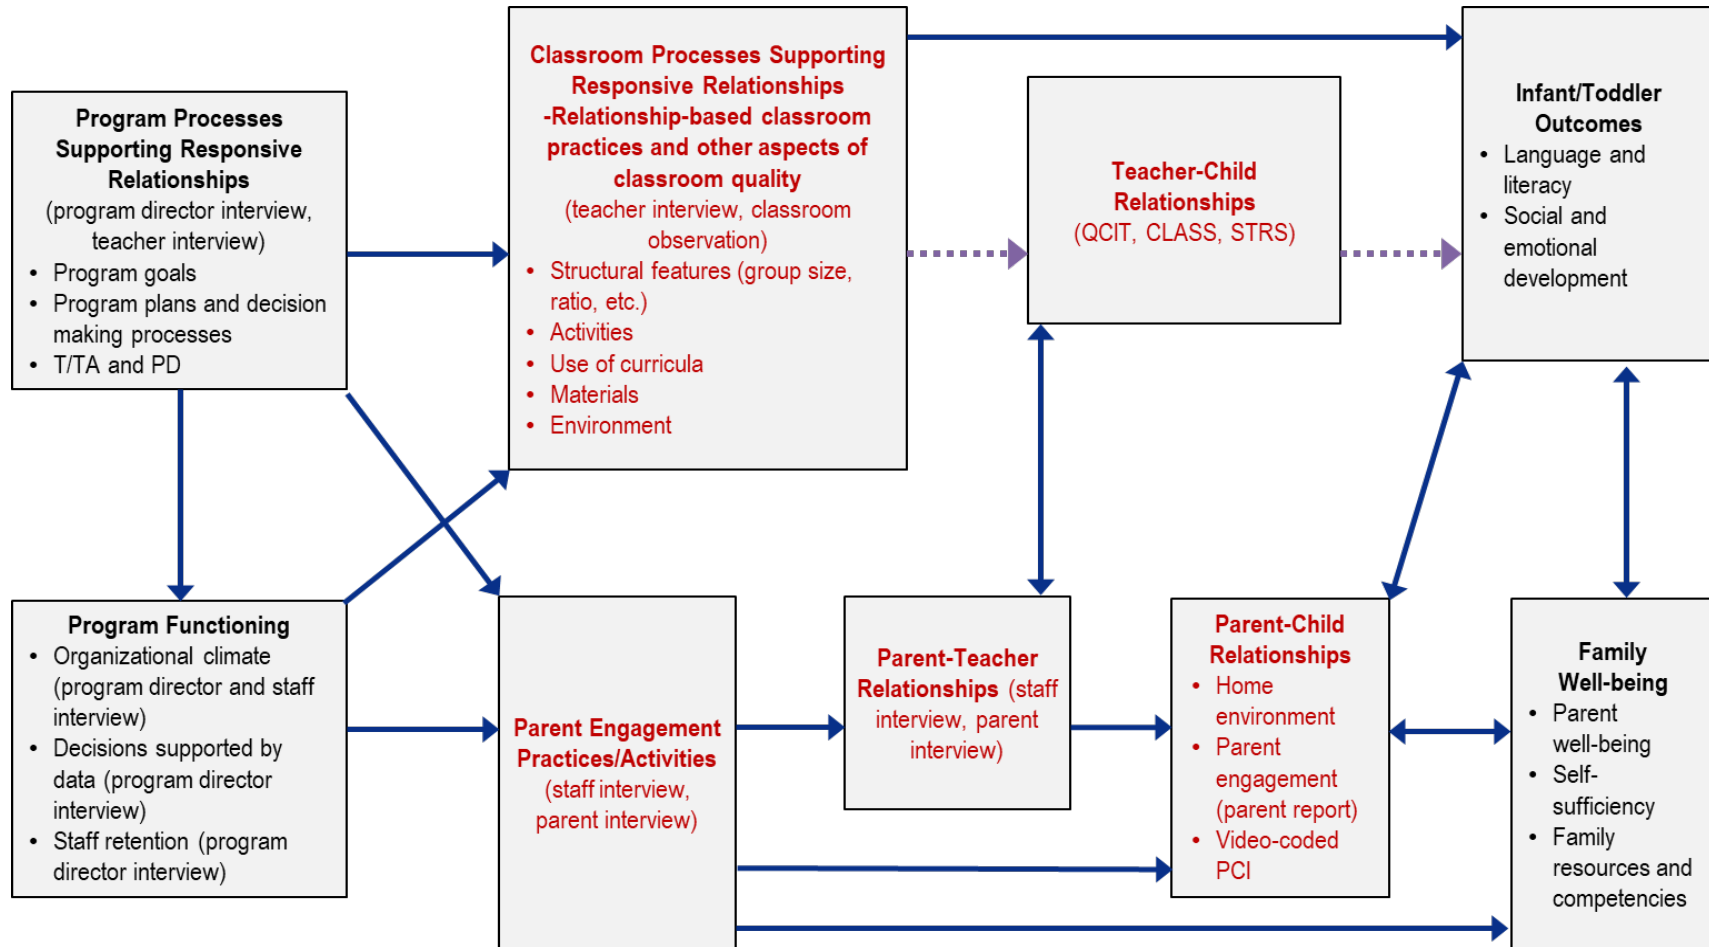 Program Processes
Supporting Responsive
Relationships
(program director interview,
teacher interview)
• Program goals
• Program plans and decision
making processes
• T/TA and PD
Classroom Processes Supporting
Responsive Relationships
-Relationship-based classroom
practices and other aspects of
classroom quality
(teacher interview, classroom
observation)
• Structural features (group size,
ratio, etc.)
• Activities
• Use of curricula
• Materials
• Environment
Teacher-Child
Relationships
(QCIT, CLASS, STRS)
Infant/Toddler
Outcomes
• Language and
literacy
• Social and
emotional
development
Program Functioning
• Organizational climate
(program director and staff
interview)
• Decisions supported by
data (program director
interview)
• Staff retention (program
director interview)
Parent Engagement
Practices/Activities
(staff interview,
parent interview)
Parent-Teacher
Relationships (staff
interview, parent
interview)
Parent-Child
Relationships
• Home
environment
• Parent
engagement
(parent report)
• Video-coded
PCI
Family
Well-being
• Parent
well-being
• Self-
sufficiency
• Family
resources and
competencies